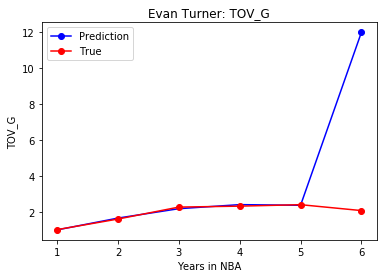 Evan Turner: TOV_G
Prediction
True
12
10
8
6
4
2
TOV_G
1 2 3 4 5 6
Years in NBA